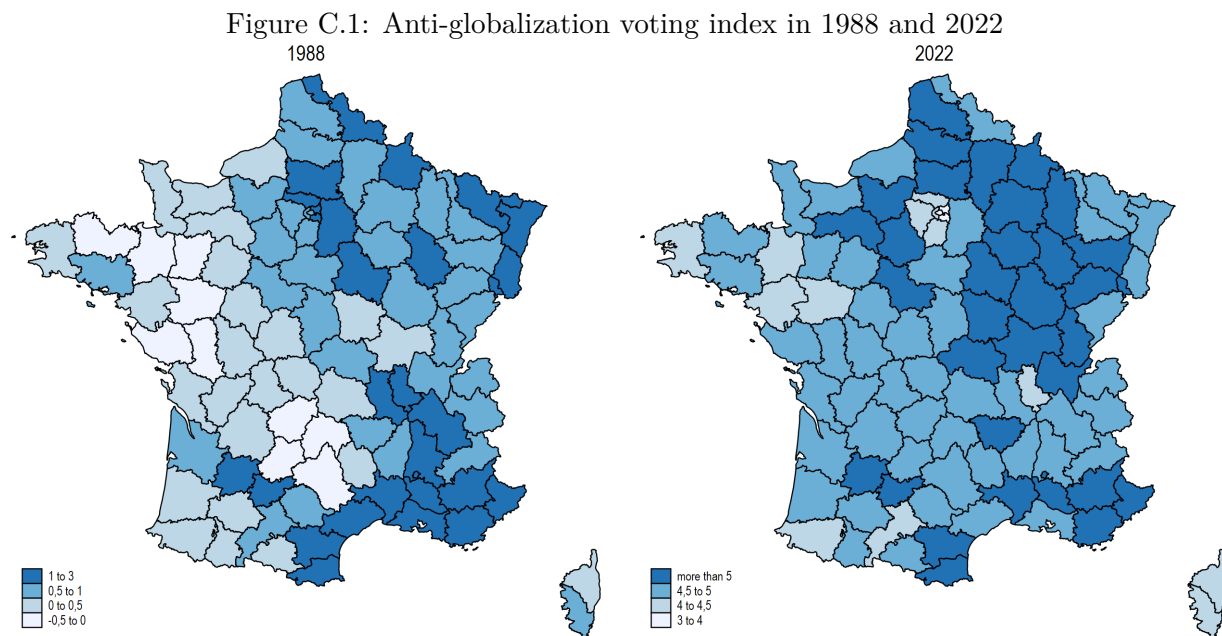 Figure C.1: Anti-globalization voting index in 1988 and 2022
1988
2022
1 to 3
0,5 to 1
0 to 0,5
-0,5 to 0
more than 5
4,5 to 5
4 to 4,5
3 to 4